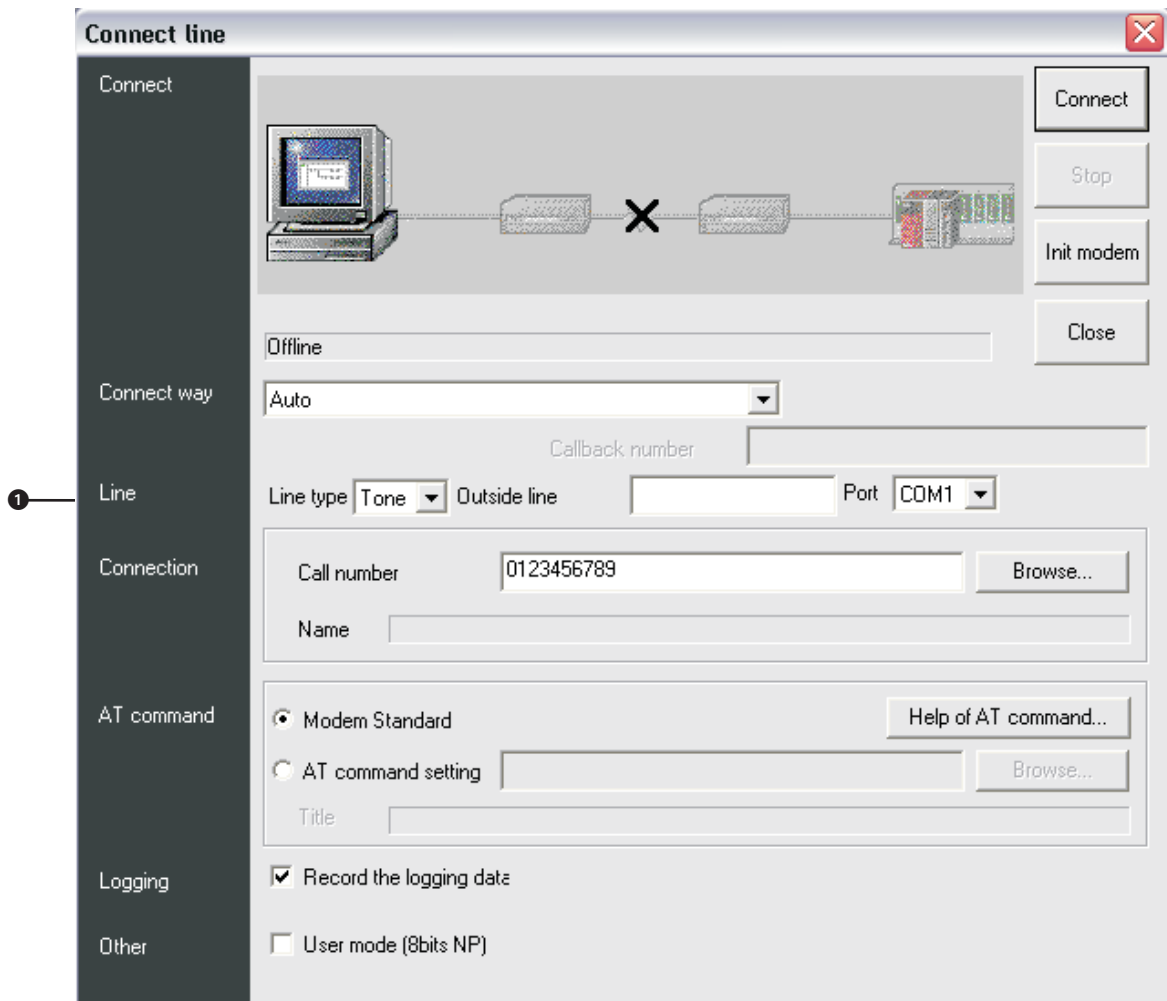 Connect line
Connect
Connect
Stop
Init modem
Close
Offline
Connect way
Auto
Callback number
1
Line
Line type Tone Outside line Port COM1
Connection
Call number 0123456789 Browse...
Name
AT command
Modem Standard Help of AT command...
AT command setting Browse...
Title
Logging
Record the logging data
Other
User mode (8bits NP)